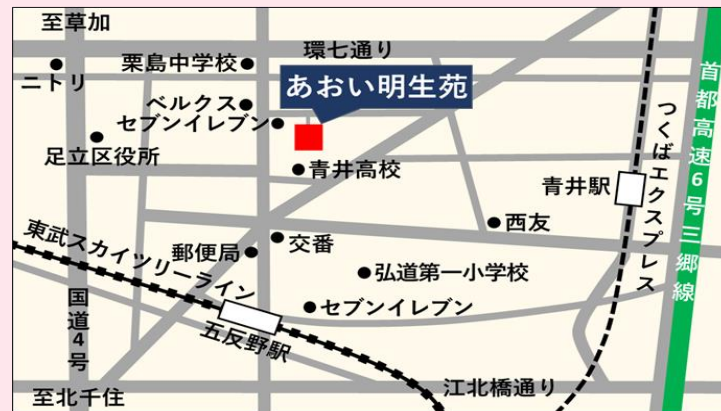 至草加
環七通り
栗島中学校
ニトリ
あおい明生苑
ベルクス
セブンイレブン
足立区役所
青井高校
首都高速6号三郷線
つくばエクスプレス
青井駅
西友
東武スカイツリーライン
郵便局
交番
弘道第一小学校
セブンイレブン
国道4号
五反野駅
江北橋通り
至北千住